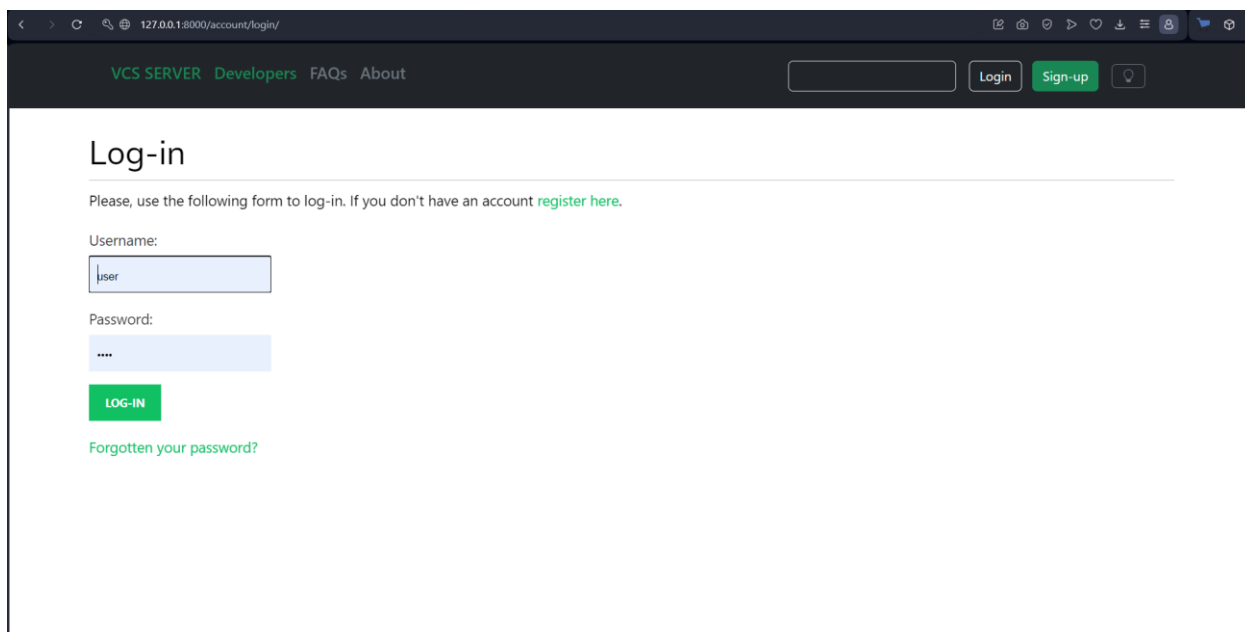 127.0.0.1:8000/account/login/
VCS SERVER Developers FAQs About Login Sign-up
Log-in
Please, use the following form to log-in. If you don't have an account register here.
Username:
user
Password:
••••
LOG-IN
Forgotten your password?